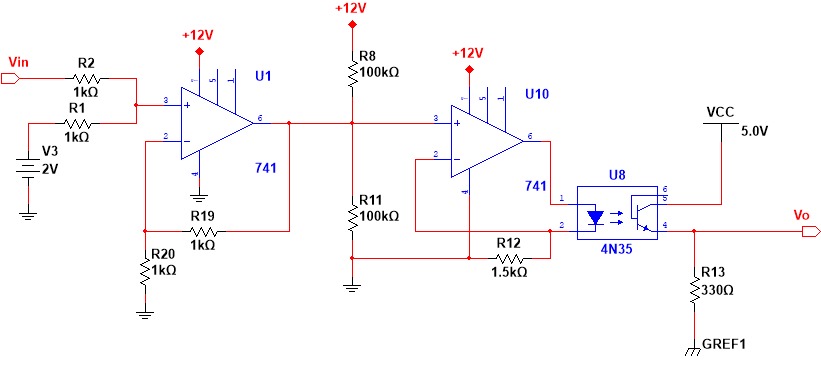 +12V
+12V
Vin
R2
1kΩ
R1
1kΩ
V3
2V
U1
7
5
1
3
2
6
4
741
R8
100kΩ
+12V
U10
7
5
1
3
2
6
4
741
R19
1kΩ
R20
1kΩ
R11
100kΩ
R12
1.5kΩ
U8
1
2
6
5
4
4N35
VCC
5.0V
Vo
R13
330Ω
GREF1